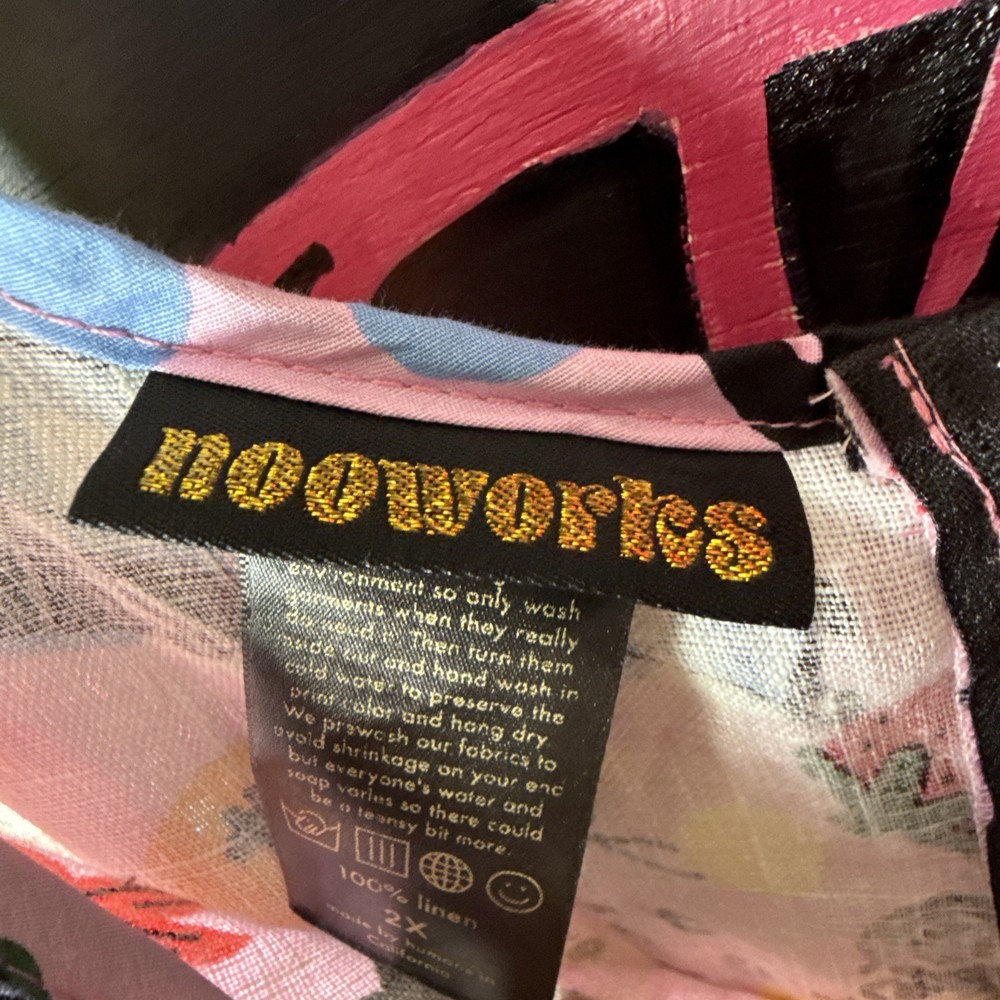 nooworks
environment so only wash
garments when they really
do need it. Then turn them
inside out and hand wash in
cold water to preserve the
print color and hang dry.
We prewash our fabrics to
avoid shrinkage on your end
but everyone's water and
soap varies so there could
be a teensy bit more.
100% linen
2X
made by humans in
California